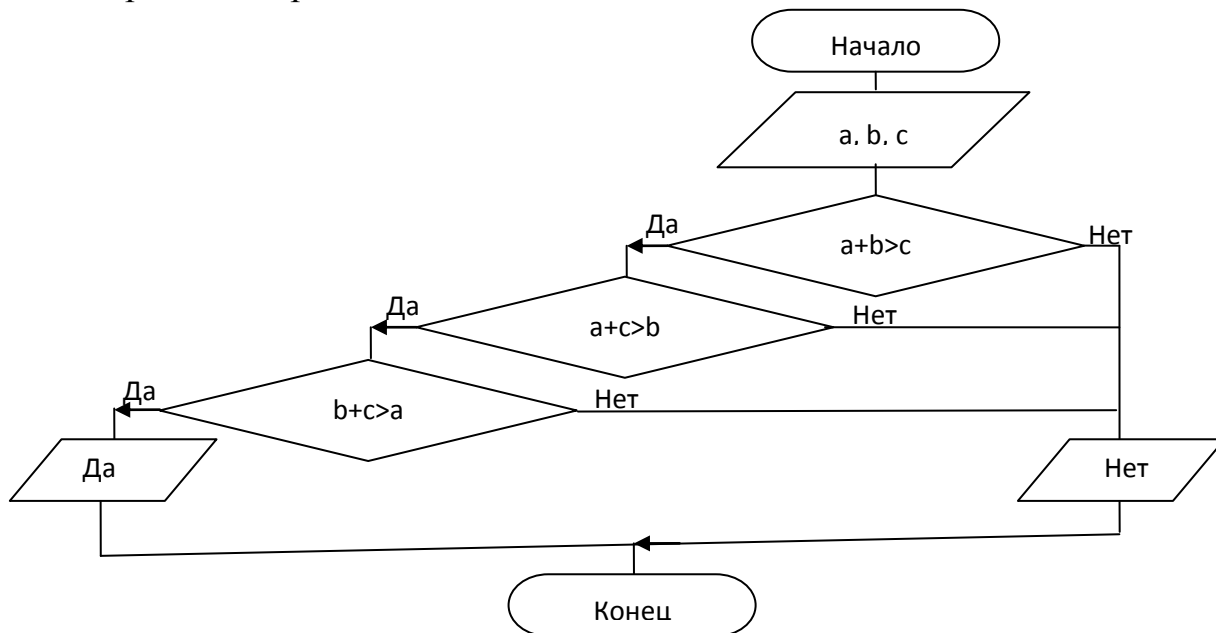 Начало
a, b, c
Да
a+b>c
Нет
Да
a+c>b
Нет
Да
b+c>a
Нет
Да
Нет
Конец